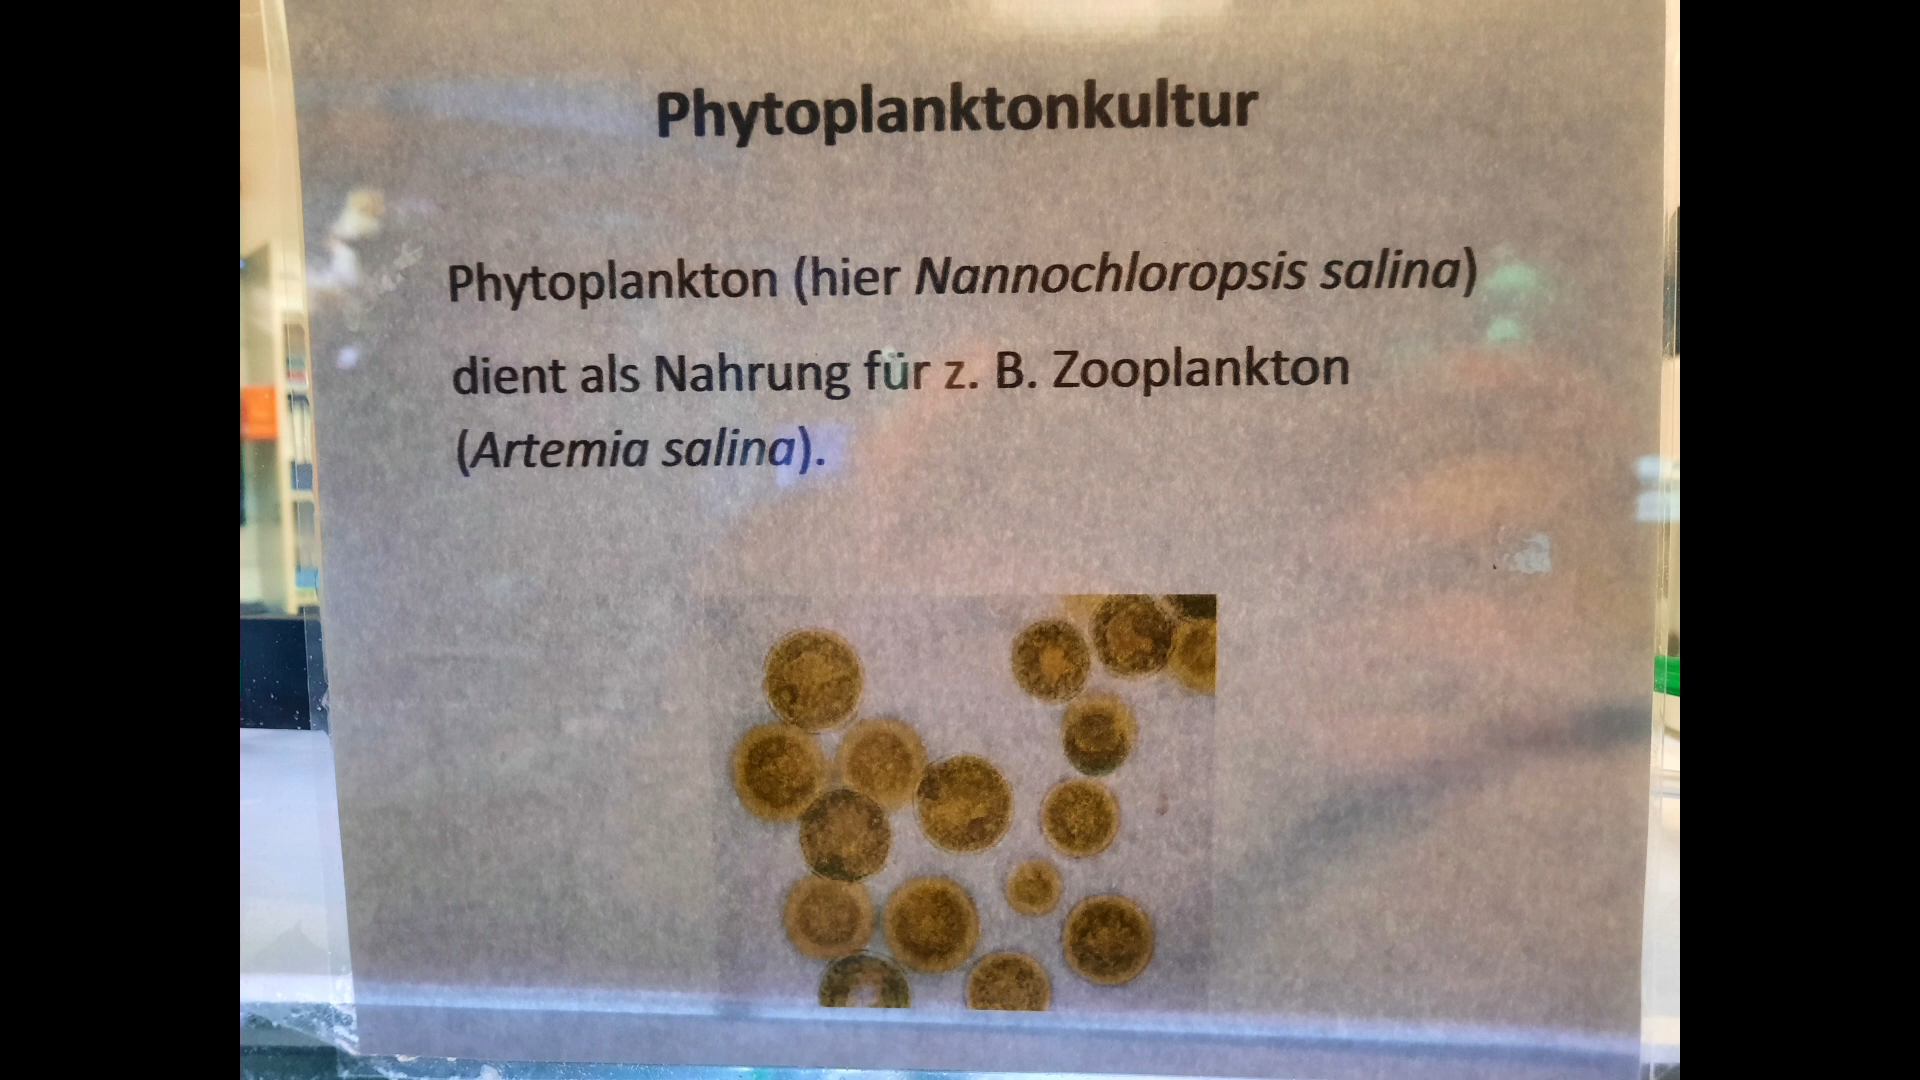 Phytoplanktonkultur
Phytoplankton (hier Nannochloropsis salina)
dient als Nahrung für z. B. Zooplankton
(Artemia salina).